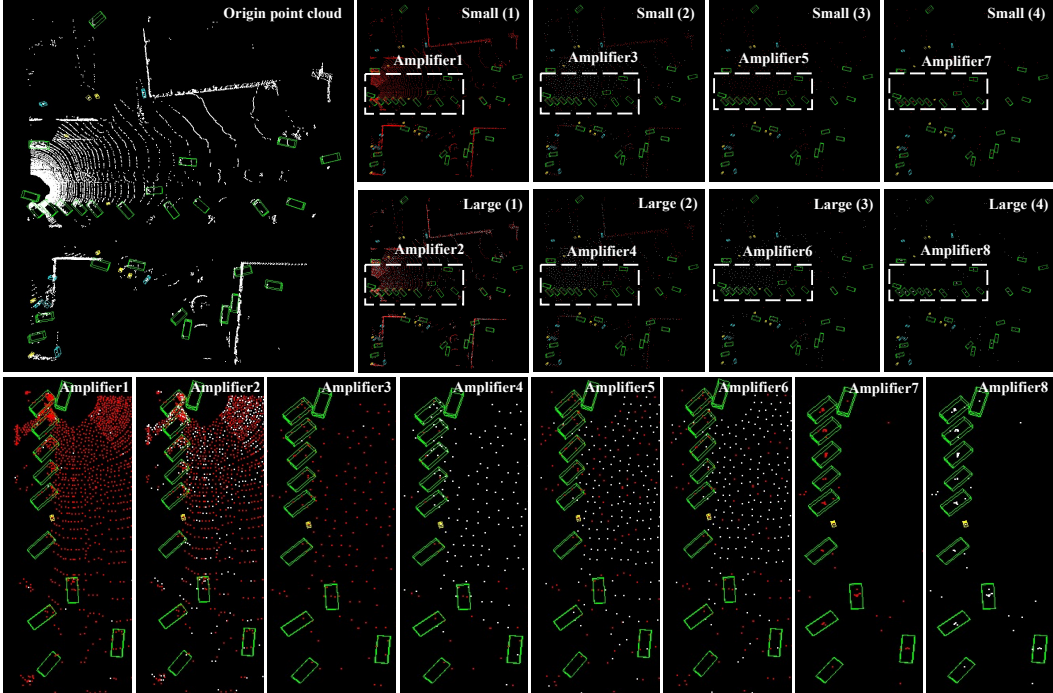 Origin point cloud
Small (1)
Small (2)
Small (3)
Small (4)
Amplifier1
Amplifier3
Amplifier5
Amplifier7
Large (1)
Large (2)
Large (3)
Large (4)
Amplifier2
Amplifier4
Amplifier6
Amplifier8
Amplifier1
Amplifier2
Amplifier3
Amplifier4
Amplifier5
Amplifier6
Amplifier7
Amplifier8